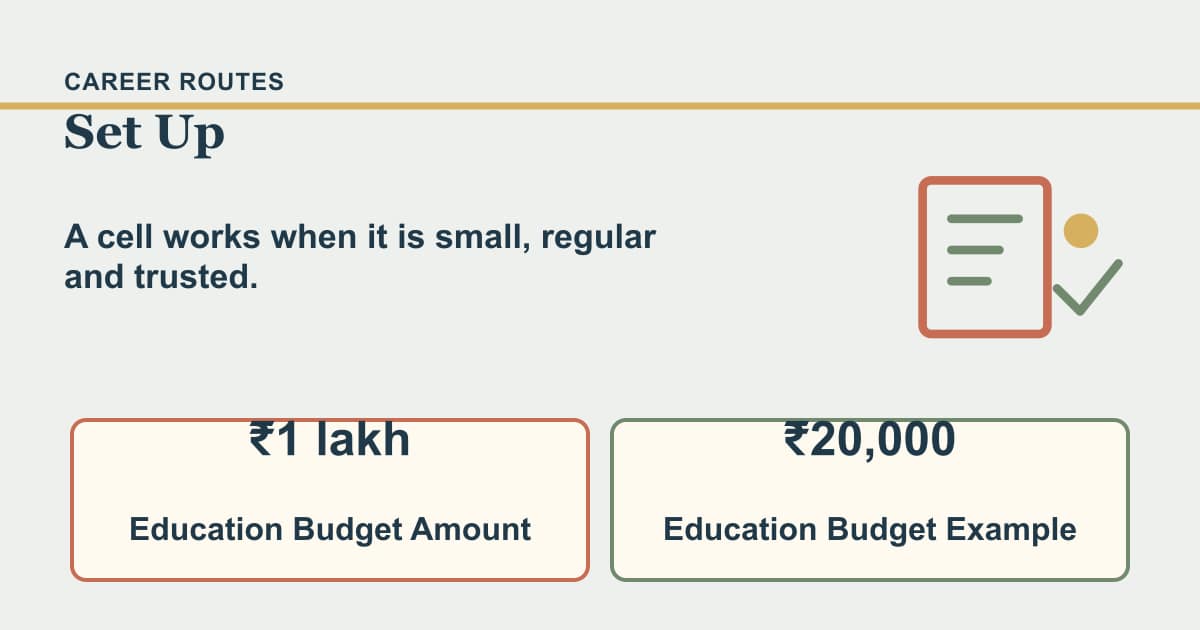 CAREER ROUTES
Set Up
A cell works when it is small, regular
and trusted.
₹1 lakh
Education Budget Amount
₹20,000
Education Budget Example